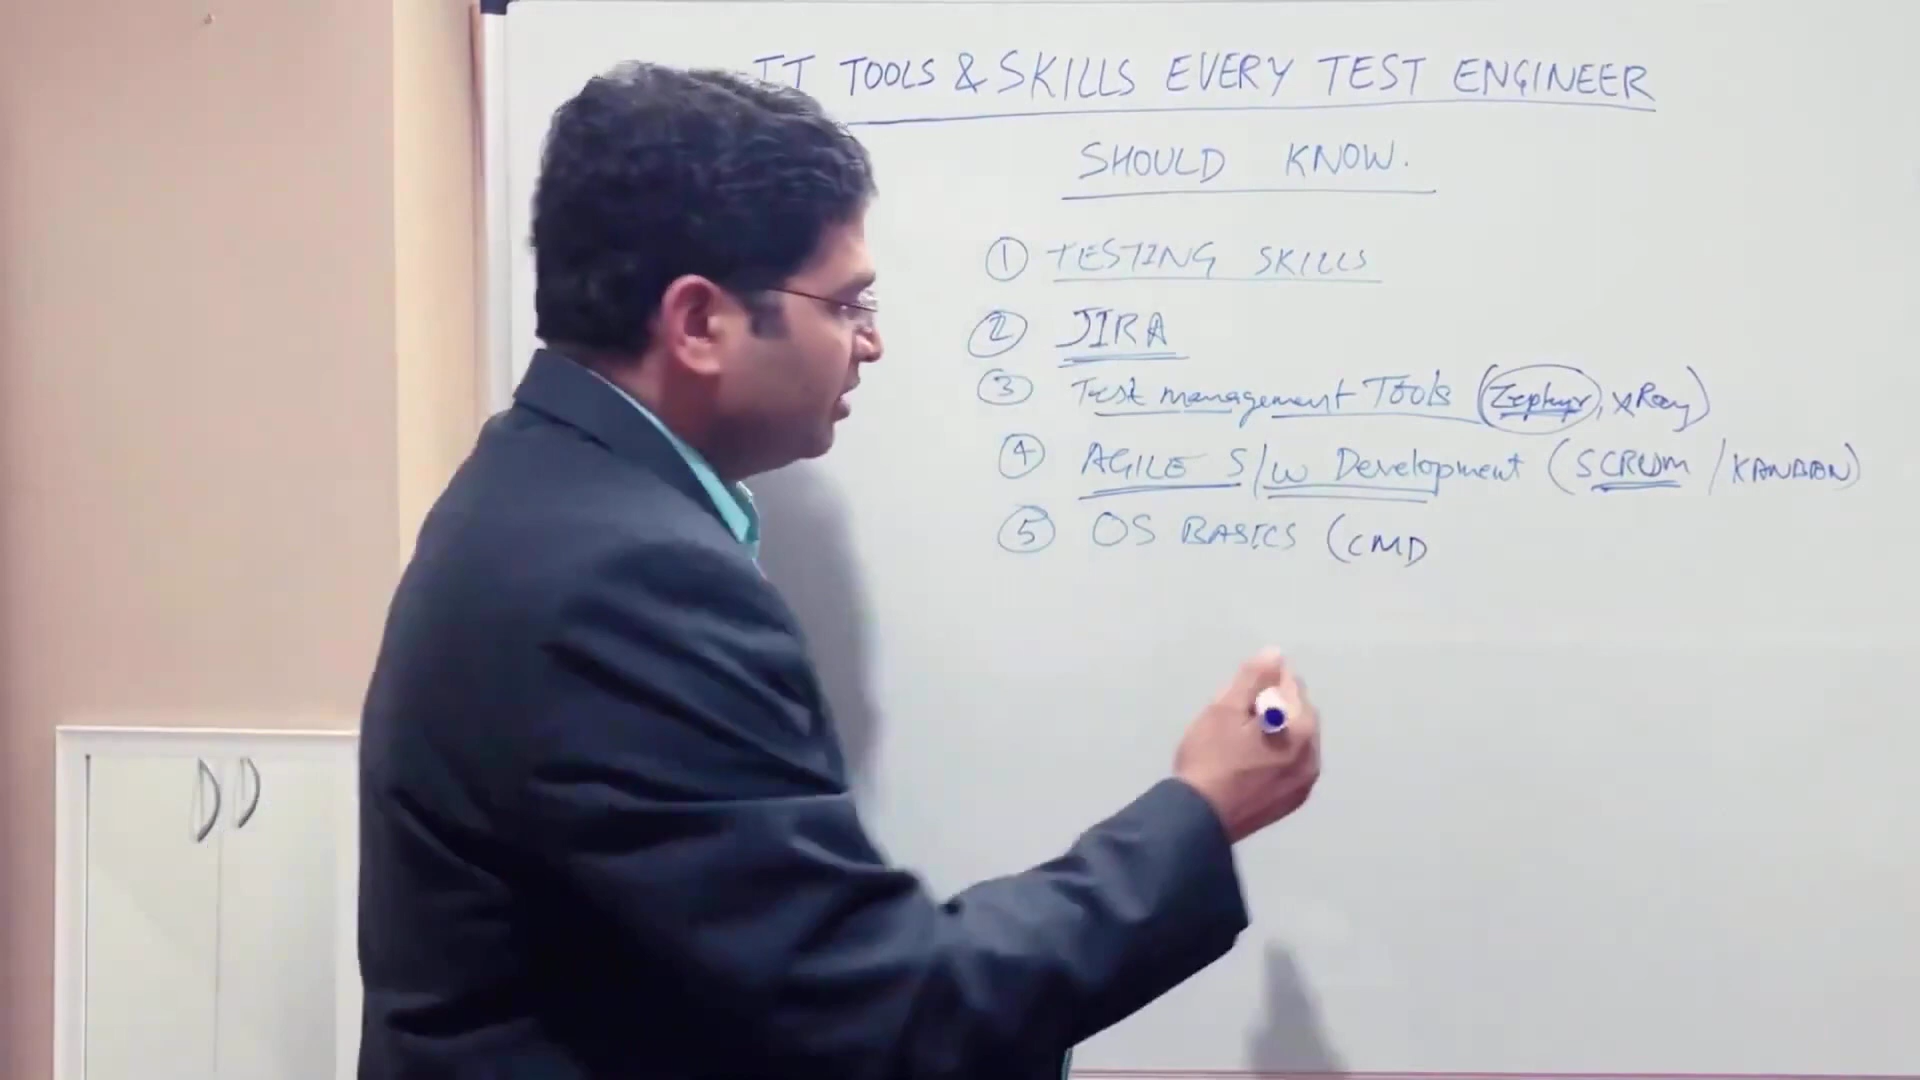 IT TOOLS & SKILLS EVERY TEST ENGINEER
SHOULD KNOW.
① TESTING SKILLS
② JIRA
③ Test management Tools (Zephyr, xRay)
④ AGILE S/W Development (SCRUM / KANBAN)
⑤ OS BASICS (CMD